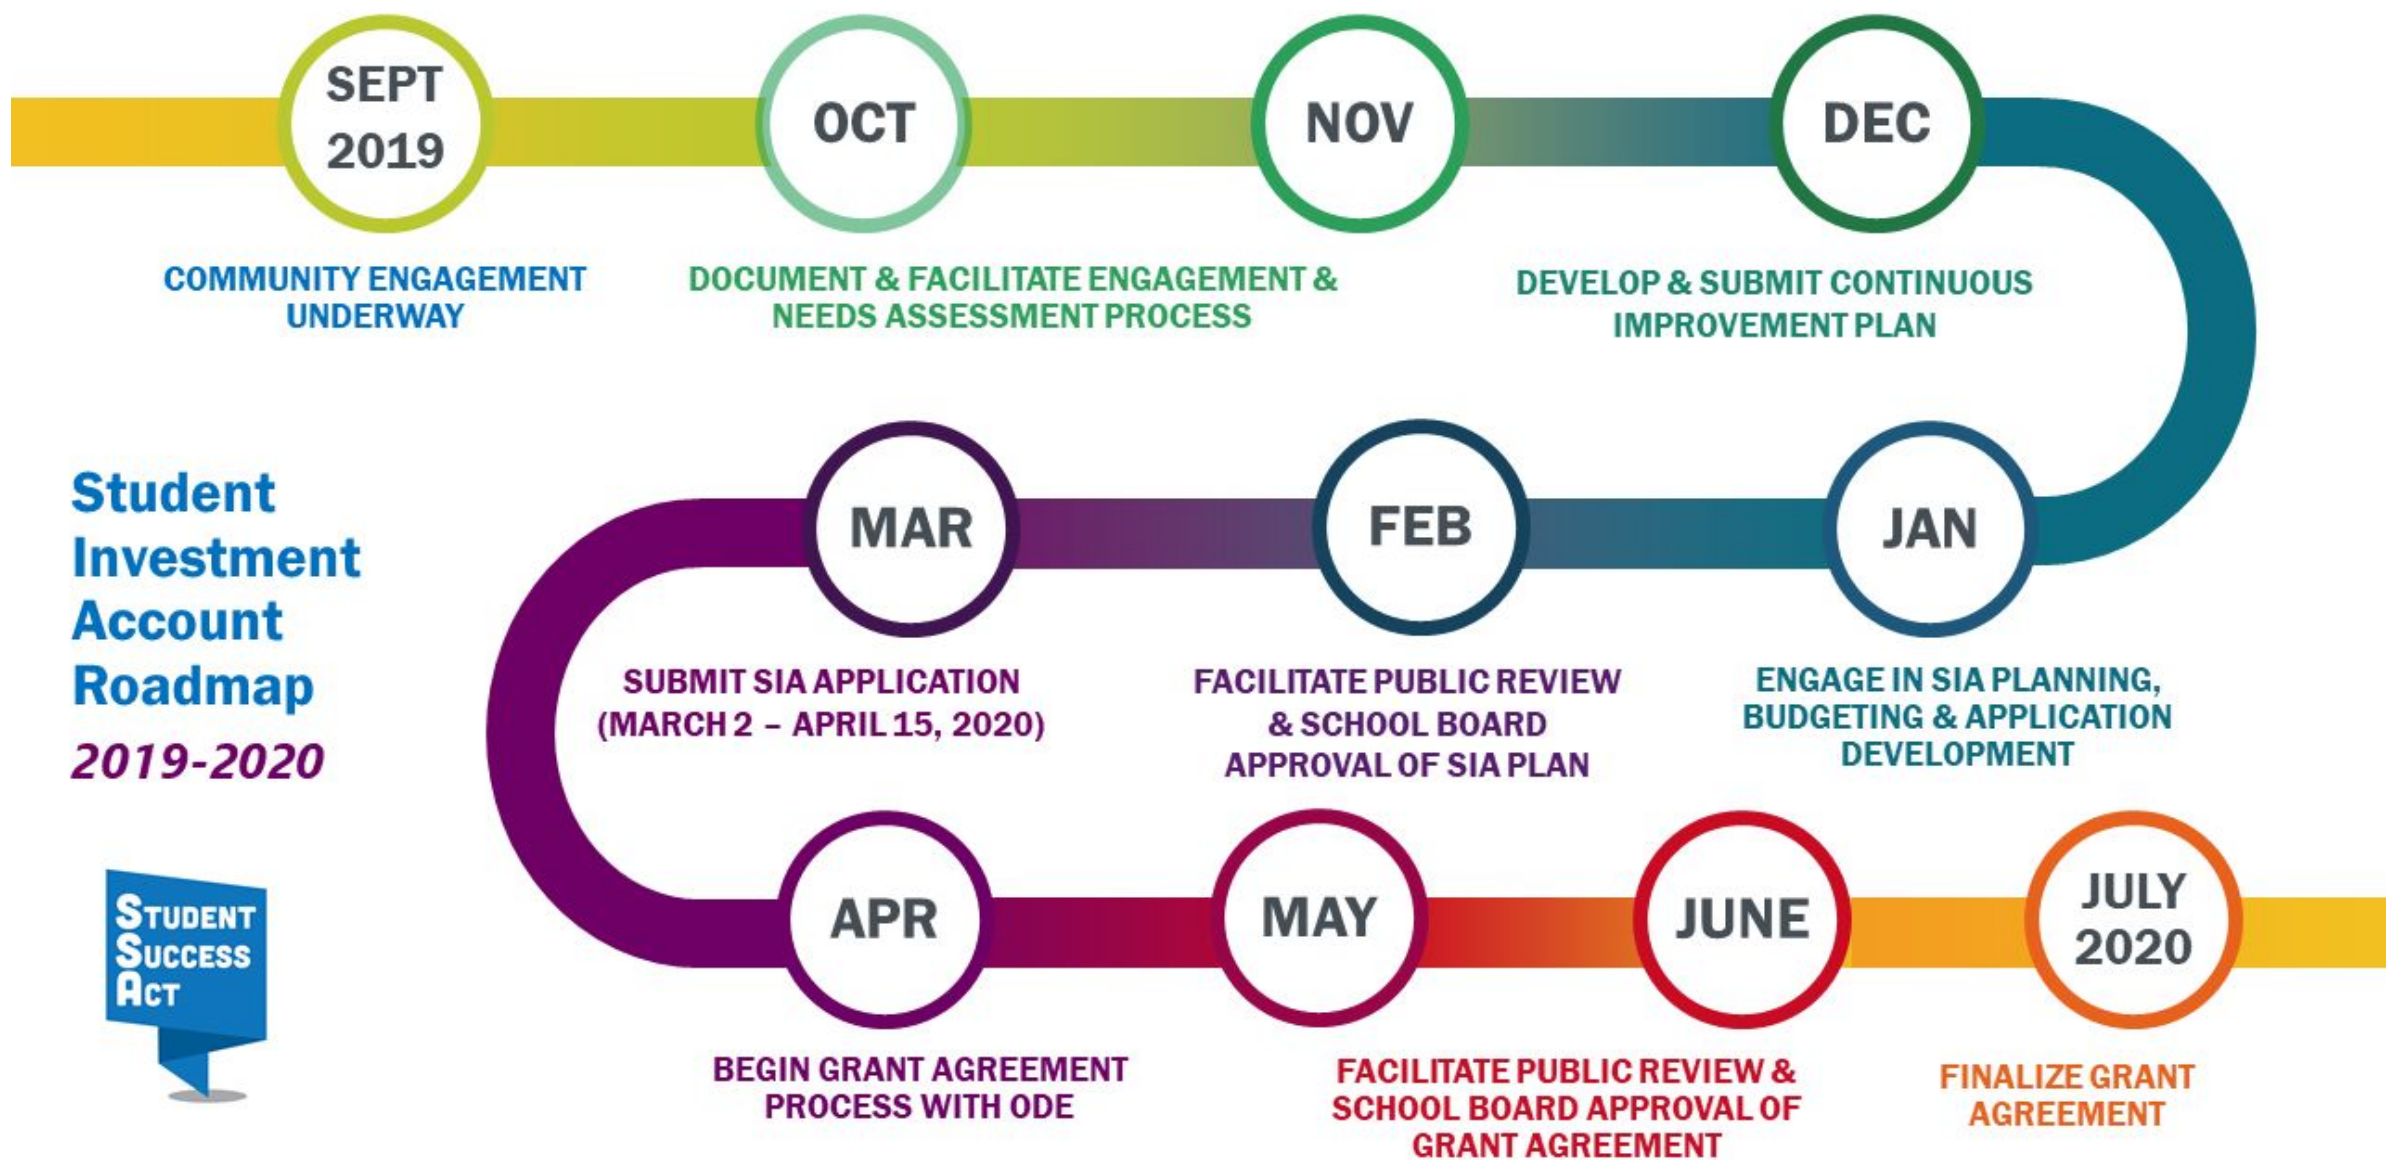 SEPT
2019
OCT
NOV
DEC
COMMUNITY ENGAGEMENT
UNDERWAY
DOCUMENT & FACILITATE ENGAGEMENT &
NEEDS ASSESSMENT PROCESS
DEVELOP & SUBMIT CONTINUOUS
IMPROVEMENT PLAN
Student
Investment
Account
Roadmap
2019-2020
JAN
FEB
MAR
ENGAGE IN SIA PLANNING,
BUDGETING & APPLICATION
DEVELOPMENT
FACILITATE PUBLIC REVIEW
& SCHOOL BOARD
APPROVAL OF SIA PLAN
SUBMIT SIA APPLICATION
(MARCH 2 – APRIL 15, 2020)
STUDENT
SUCCESS
ACT
APR
MAY
JUNE
JULY
2020
BEGIN GRANT AGREEMENT
PROCESS WITH ODE
FACILITATE PUBLIC REVIEW &
SCHOOL BOARD APPROVAL OF
GRANT AGREEMENT
FINALIZE GRANT
AGREEMENT